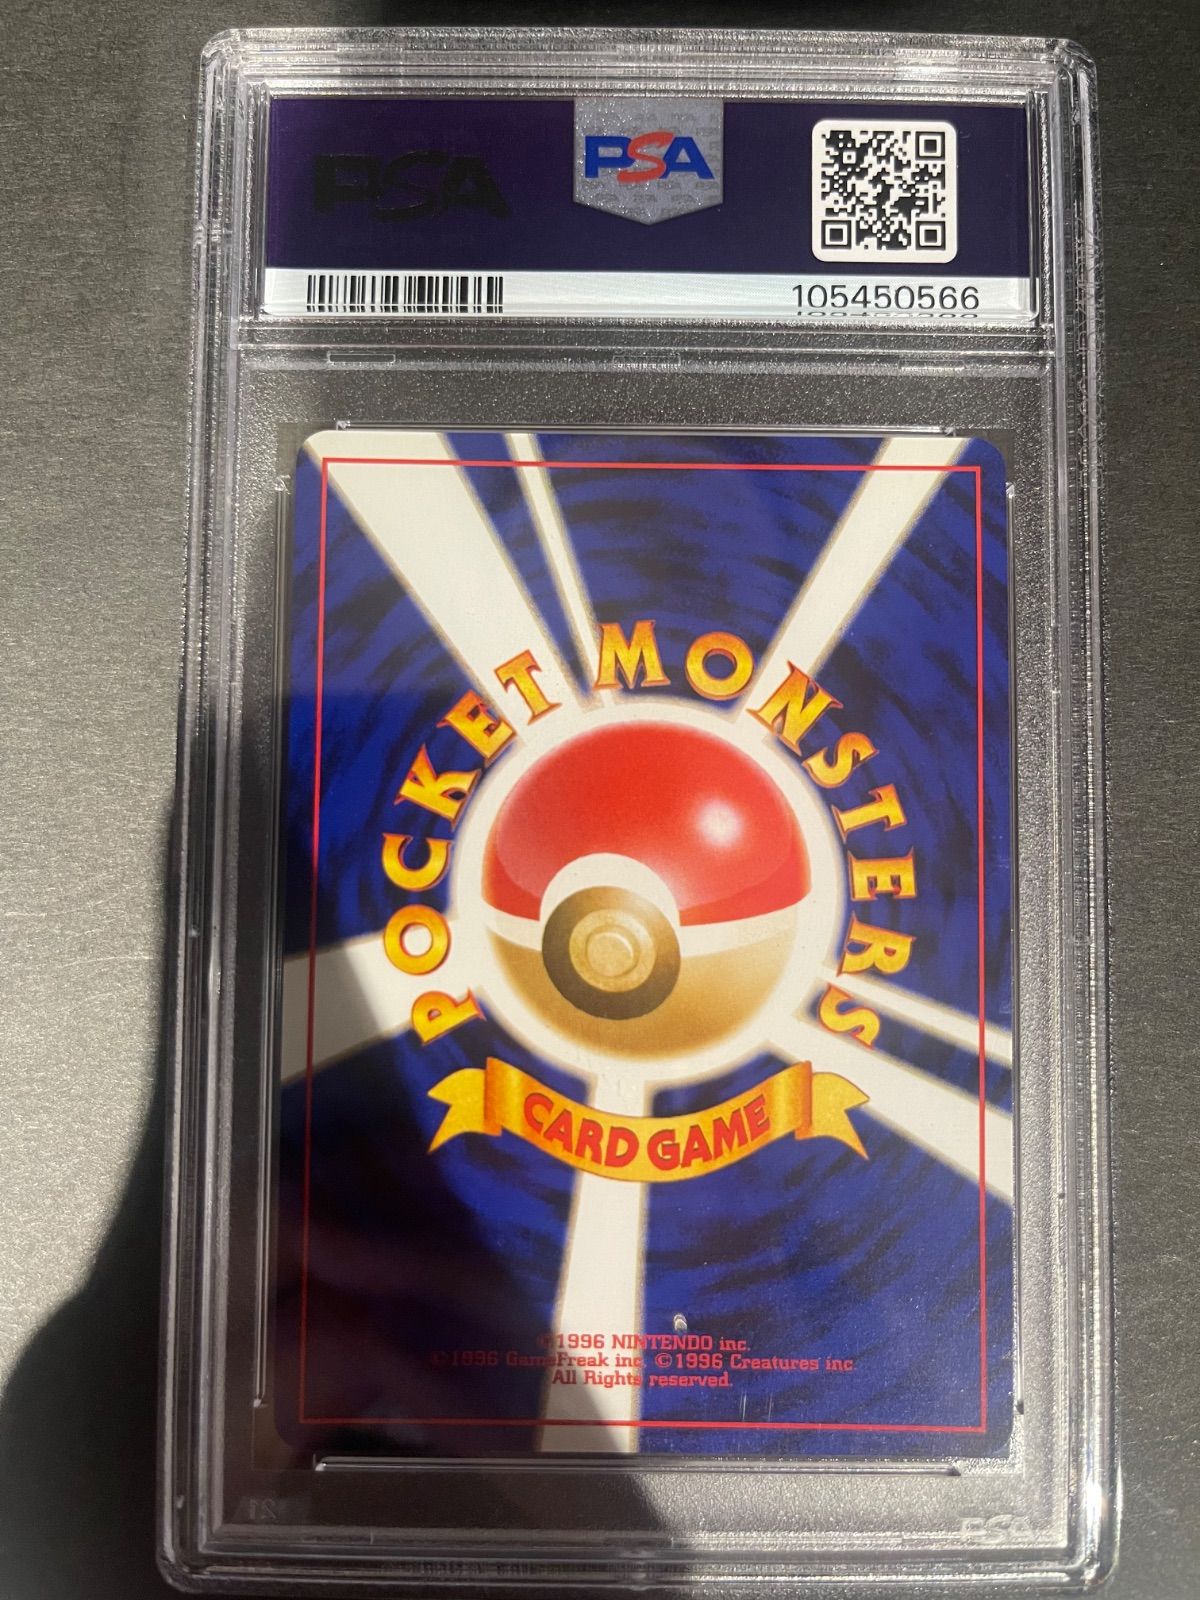 PSA
PSA
105450566
POCKET MONSTERS
CARD GAME
©1996 NINTENDO inc.
©1996 GameFreak inc. ©1996 Creatures inc.
All Rights reserved.
PSA